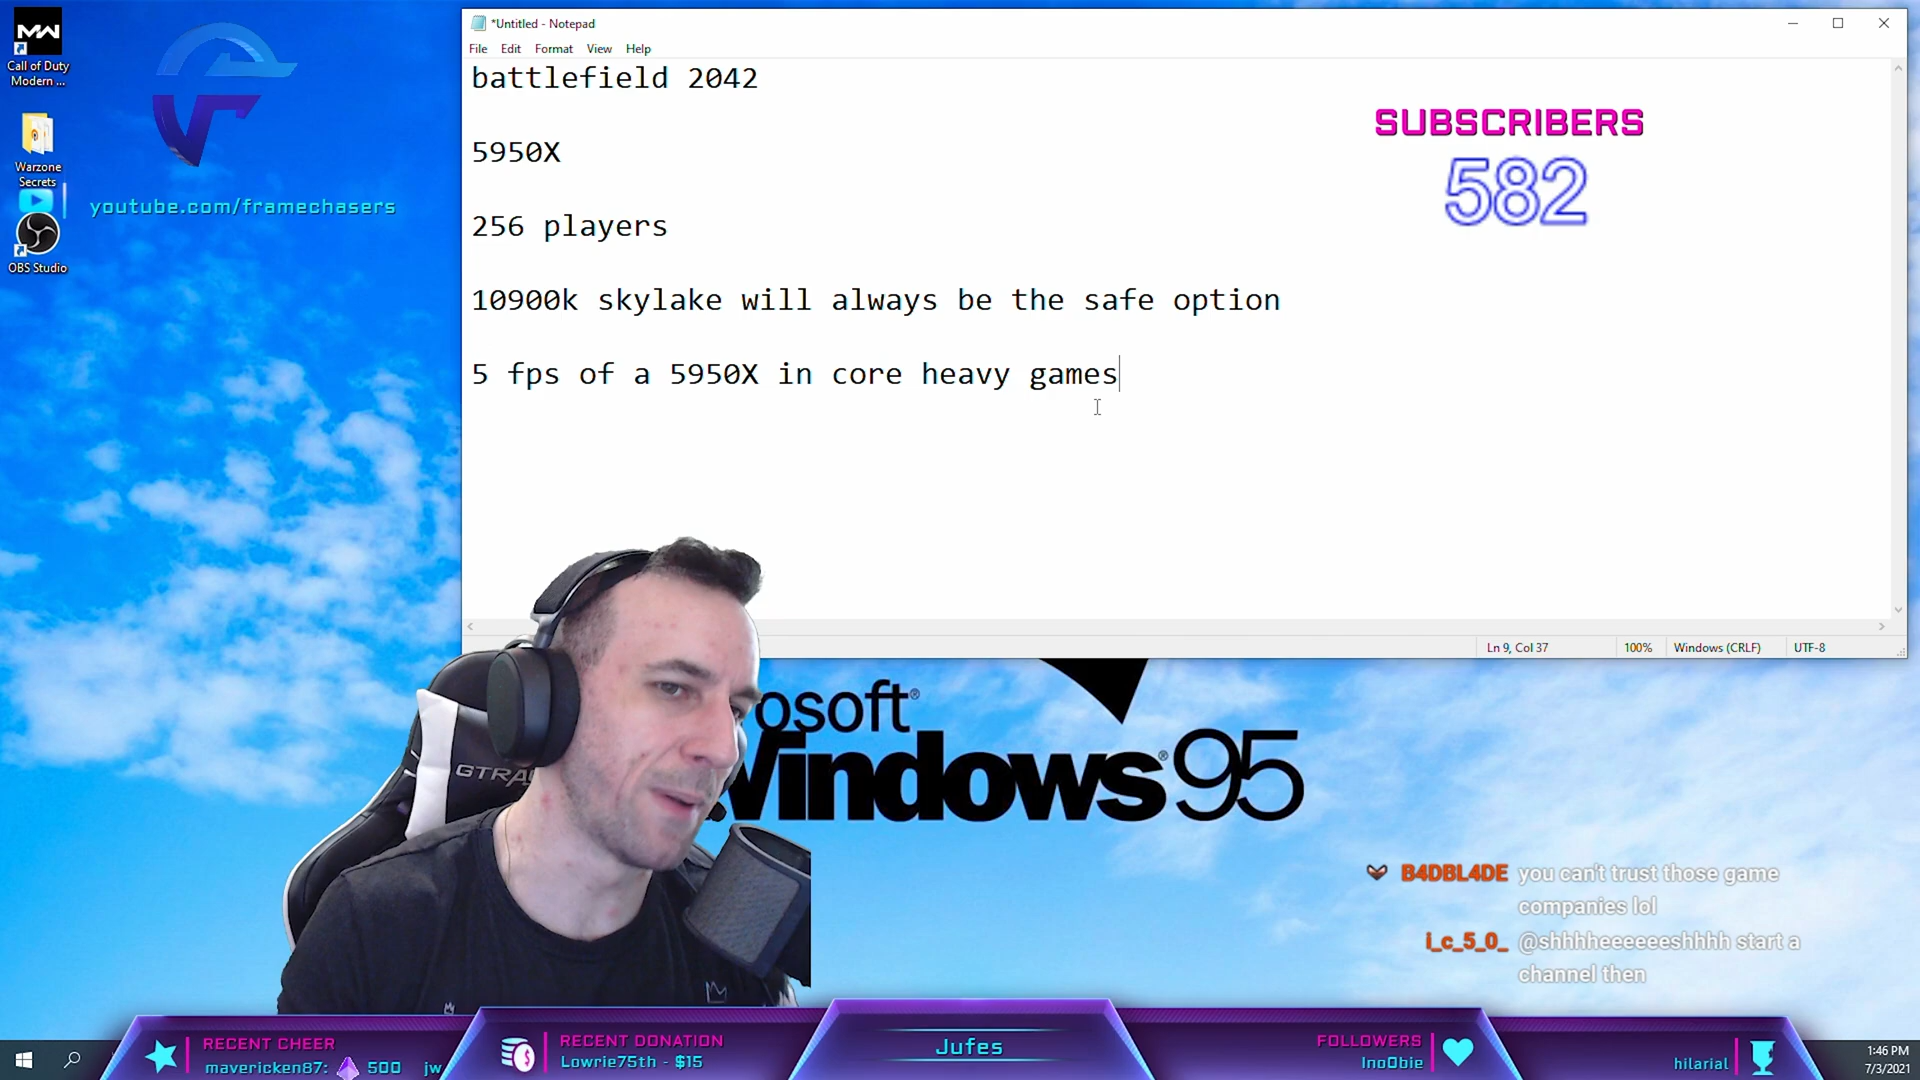 *Untitled - Notepad
File Edit Format View Help
battlefield 2042
5950X
256 players
10900k skylake will always be the safe option
5 fps of a 5950X in core heavy games
Ln 9, Col 37 100% Windows (CRLF) UTF-8
Call of Duty
Modern ...
Warzone
Secrets
OBS Studio
youtube.com/framechasers
SUBSCRIBERS
582
osoft®
Windows®95
GTRA
B4DBL4DE you can't trust those game
companies lol
i_c_5_0_ @shhhheeeeeeshhhh start a
channel then
RECENT CHEER
mavericken87: 500 jw
RECENT DONATION
Lowrie75th - $15
Jufes
FOLLOWERS
Ino0bie
hilarial
1:46 PM
7/3/2021